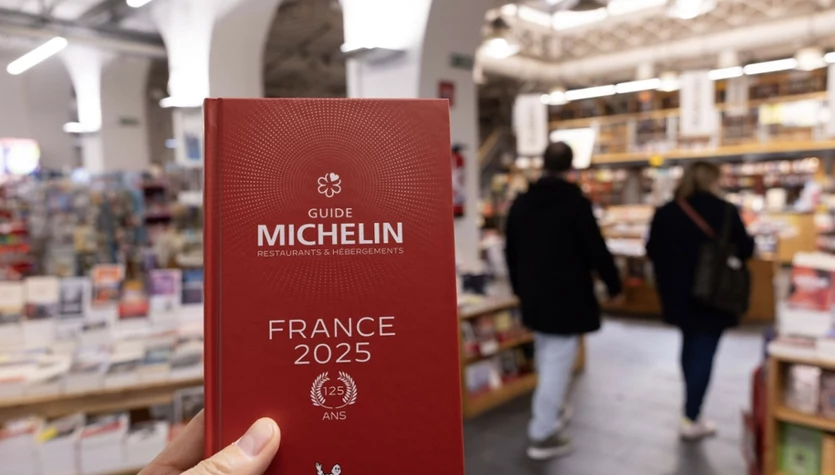 GUIDE
MICHELIN
RESTAURANTS & HÉBERGEMENTS
FRANCE
2025
125
ANS